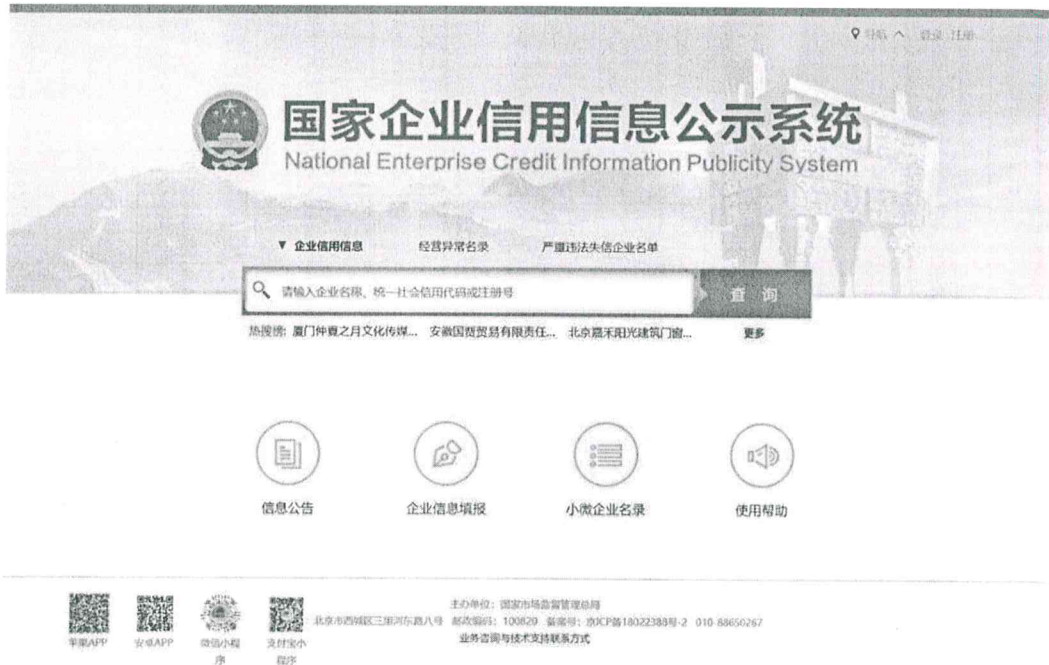 导航 登录 注册
国家企业信用信息公示系统
National Enterprise Credit Information Publicity System
企业信用信息 经营异常名录 严重违法失信企业名单
请输入企业名称、统一社会信用代码或注册号 查询
热搜榜: 厦门仲夏之月文化传媒... 安徽国贸贸易有限责任... 北京嘉禾阳光建筑门窗... 更多
信息公告 企业信息填报 小微企业名录 使用帮助
主办单位：国家市场监督管理总局
北京市西城区三里河东路八号 邮政编码：100820 备案号：京ICP备18022388号-2 010-88650267
业务咨询与技术支持联系方式
苹果APP 安卓APP 微信小程序 支付宝小程序